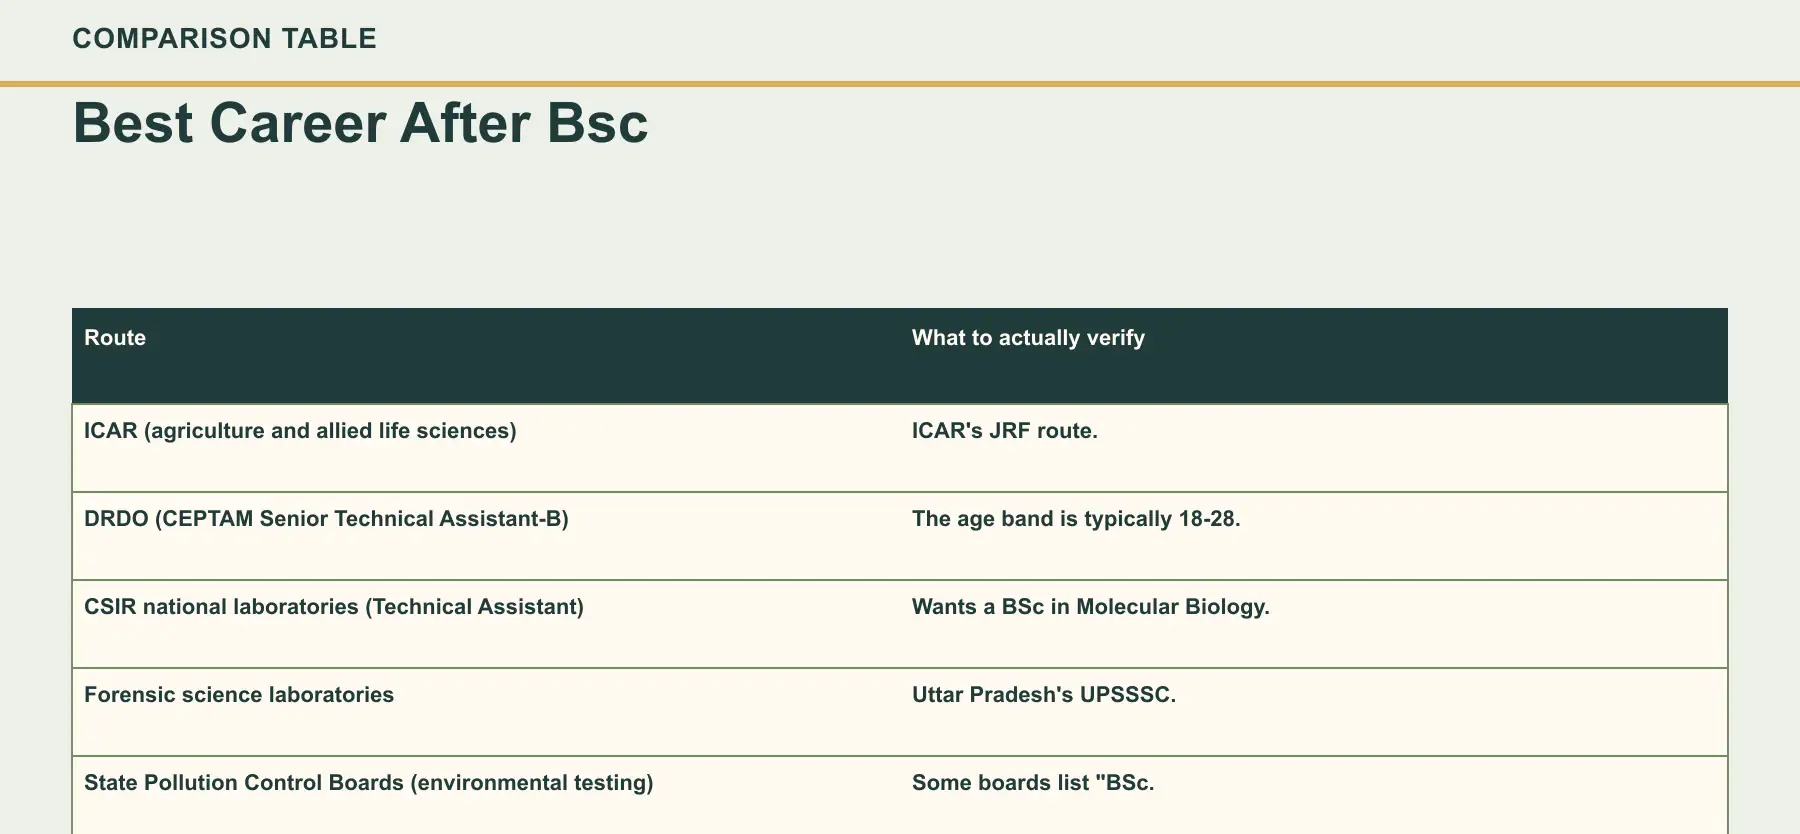 COMPARISON TABLE
Best Career After Bsc
Route What to actually verify
ICAR (agriculture and allied life sciences) ICAR's JRF route.
DRDO (CEPTAM Senior Technical Assistant-B) The age band is typically 18-28.
CSIR national laboratories (Technical Assistant) Wants a BSc in Molecular Biology.
Forensic science laboratories Uttar Pradesh's UPSSSC.
State Pollution Control Boards (environmental testing) Some boards list "BSc.